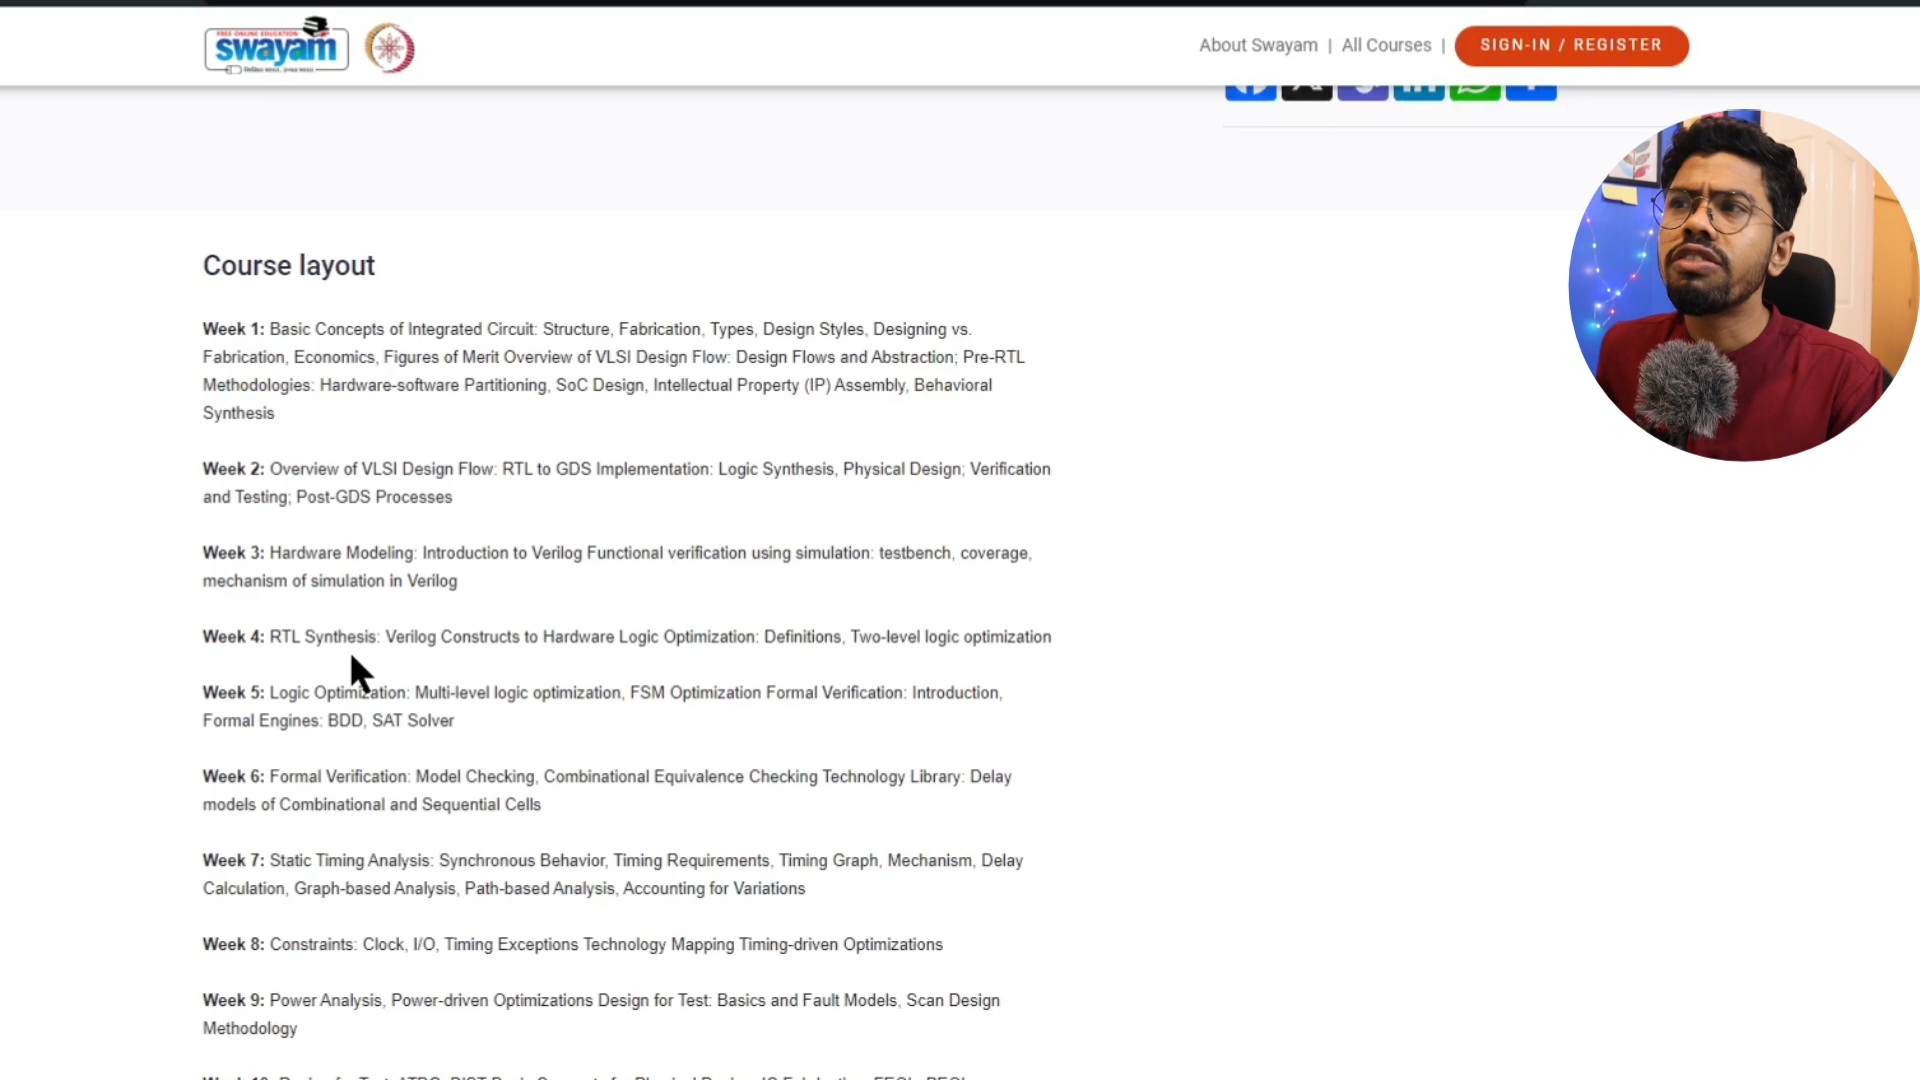 FREE ONLINE EDUCATION
swayam
About Swayam | All Courses |
SIGN-IN / REGISTER
Course layout
Week 1: Basic Concepts of Integrated Circuit: Structure, Fabrication, Types, Design Styles, Designing vs.
Fabrication, Economics, Figures of Merit Overview of VLSI Design Flow: Design Flows and Abstraction; Pre-RTL
Methodologies: Hardware-software Partitioning, SoC Design, Intellectual Property (IP) Assembly, Behavioral
Synthesis
Week 2: Overview of VLSI Design Flow: RTL to GDS Implementation: Logic Synthesis, Physical Design; Verification
and Testing; Post-GDS Processes
Week 3: Hardware Modeling: Introduction to Verilog Functional verification using simulation: testbench, coverage,
mechanism of simulation in Verilog
Week 4: RTL Synthesis: Verilog Constructs to Hardware Logic Optimization: Definitions, Two-level logic optimization
Week 5: Logic Optimization: Multi-level logic optimization, FSM Optimization Formal Verification: Introduction,
Formal Engines: BDD, SAT Solver
Week 6: Formal Verification: Model Checking, Combinational Equivalence Checking Technology Library: Delay
models of Combinational and Sequential Cells
Week 7: Static Timing Analysis: Synchronous Behavior, Timing Requirements, Timing Graph, Mechanism, Delay
Calculation, Graph-based Analysis, Path-based Analysis, Accounting for Variations
Week 8: Constraints: Clock, I/O, Timing Exceptions Technology Mapping Timing-driven Optimizations
Week 9: Power Analysis, Power-driven Optimizations Design for Test: Basics and Fault Models, Scan Design
Methodology